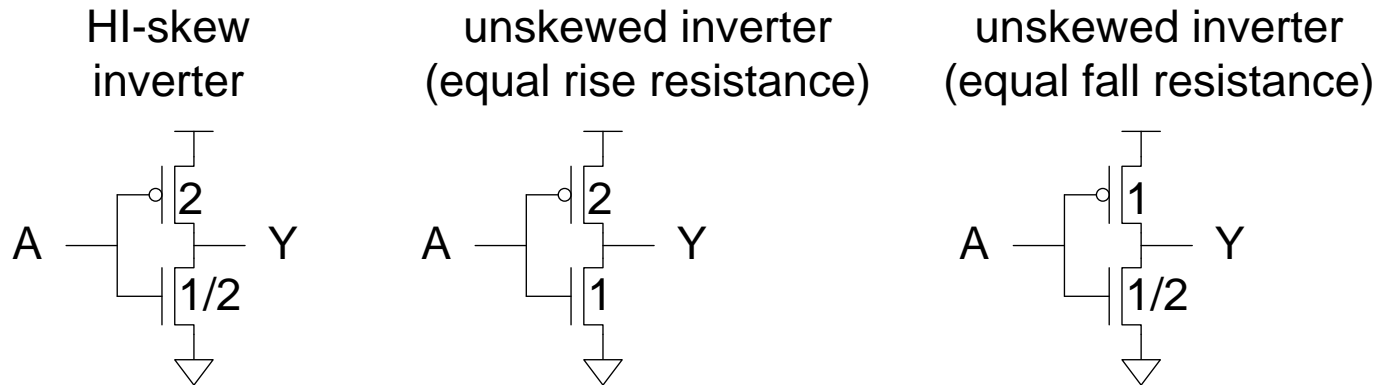 HI-skew
inverter
2
A
Y
1/2
unskewed inverter
(equal rise resistance)
2
A
Y
1
unskewed inverter
(equal fall resistance)
1
A
Y
1/2